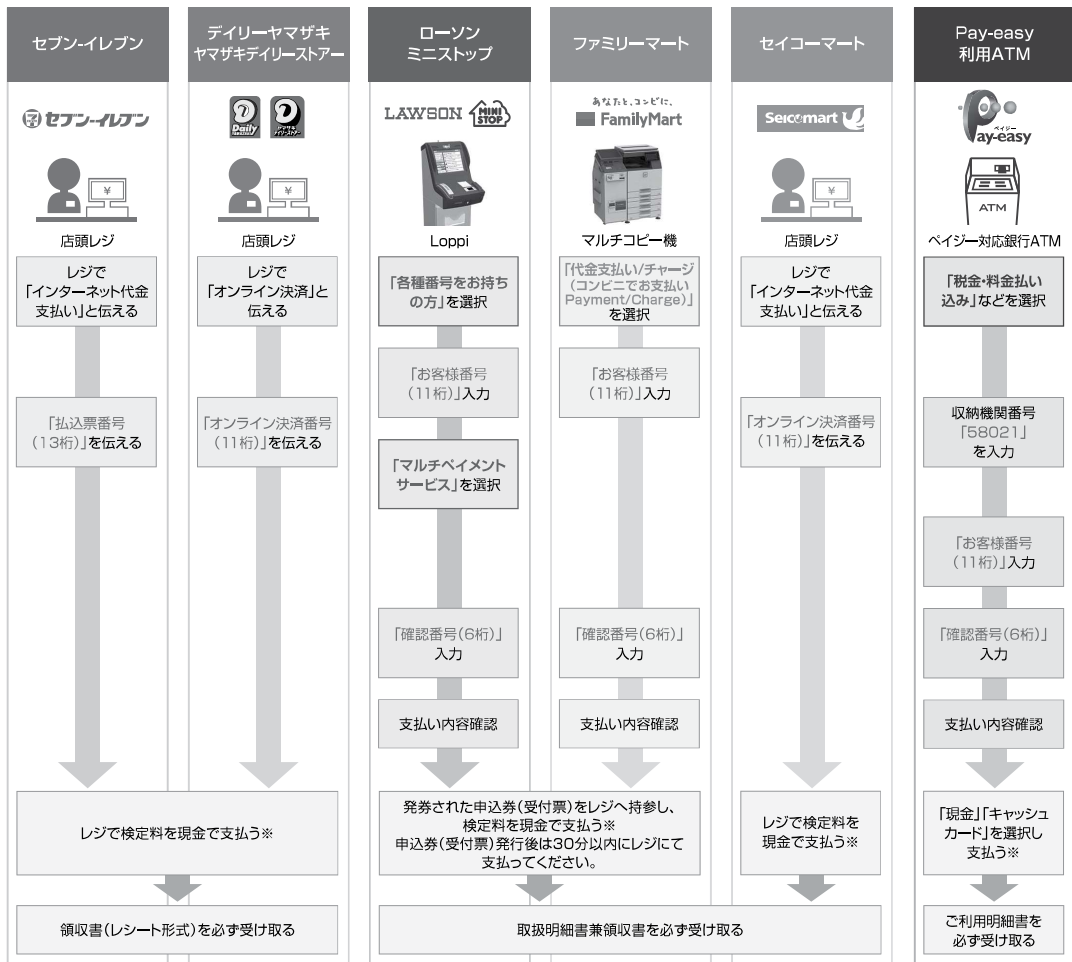 セブン-イレブン
デイリーヤマザキ
ヤマザキデイリーストアー
ローソン
ミニストップ
ファミリーマート
セイコーマート
Pay-easy
利用ATM
セブン-イレブン
Daily
ヤマザキ
デイリーストアー
LAWSON
MINI
STOP
あなたと、コンビに、
FamilyMart
Seicomart
ペイジー
Pay-easy
¥
¥
¥
ATM
店頭レジ
店頭レジ
Loppi
マルチコピー機
店頭レジ
ペイジー対応銀行ATM
レジで
「インターネット代金
支払い」と伝える
レジで
「オンライン決済」と
伝える
「各種番号をお持ち
の方」を選択
「代金支払い/チャージ
(コンビニでお支払い
Payment/Charge)」
を選択
レジで
「インターネット代金
支払い」と伝える
「税金・料金払い
込み」などを選択
「お客様番号
(11桁)」入力
「お客様番号
(11桁)」入力
「払込票番号
(13桁)」を伝える
「オンライン決済番号
(11桁)」を伝える
「マルチペイメント
サービス」を選択
「オンライン決済番号
(11桁)」を伝える
収納機関番号
「58021」
を入力
「お客様番号
(11桁)」入力
「確認番号(6桁)」
入力
「確認番号(6桁)」
入力
「確認番号(6桁)」
入力
支払い内容確認
支払い内容確認
支払い内容確認
レジで検定料を現金で支払う※
発券された申込券(受付票)をレジへ持参し、
検定料を現金で支払う※
申込券(受付票)発行後は30分以内にレジにて
支払ってください。
レジで検定料を
現金で支払う※
「現金」「キャッシュ
カード」を選択し
支払う※
領収書(レシート形式)を必ず受け取る
取扱明細書兼領収書を必ず受け取る
ご利用明細書を
必ず受け取る